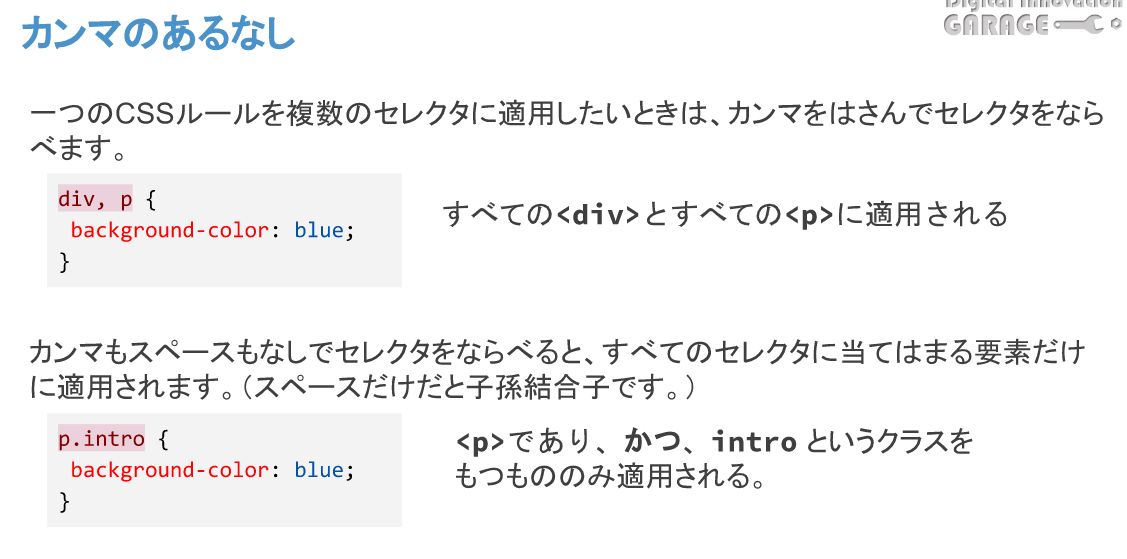 Digital Innovation
GARAGE
カンマのあるなし
一つのCSSルールを複数のセレクタに適用したいときは、カンマをはさんでセレクタをなら
べます。
div, p {
background-color: blue;
}
すべての<div>とすべての<p>に適用される
カンマもスペースもなしでセレクタをならべると、すべてのセレクタに当てはまる要素だけ
に適用されます。（スペースだけだと子孫結合子です。）
p.intro {
background-color: blue;
}
<p>であり、かつ、intro というクラスを
もつもののみ適用される。